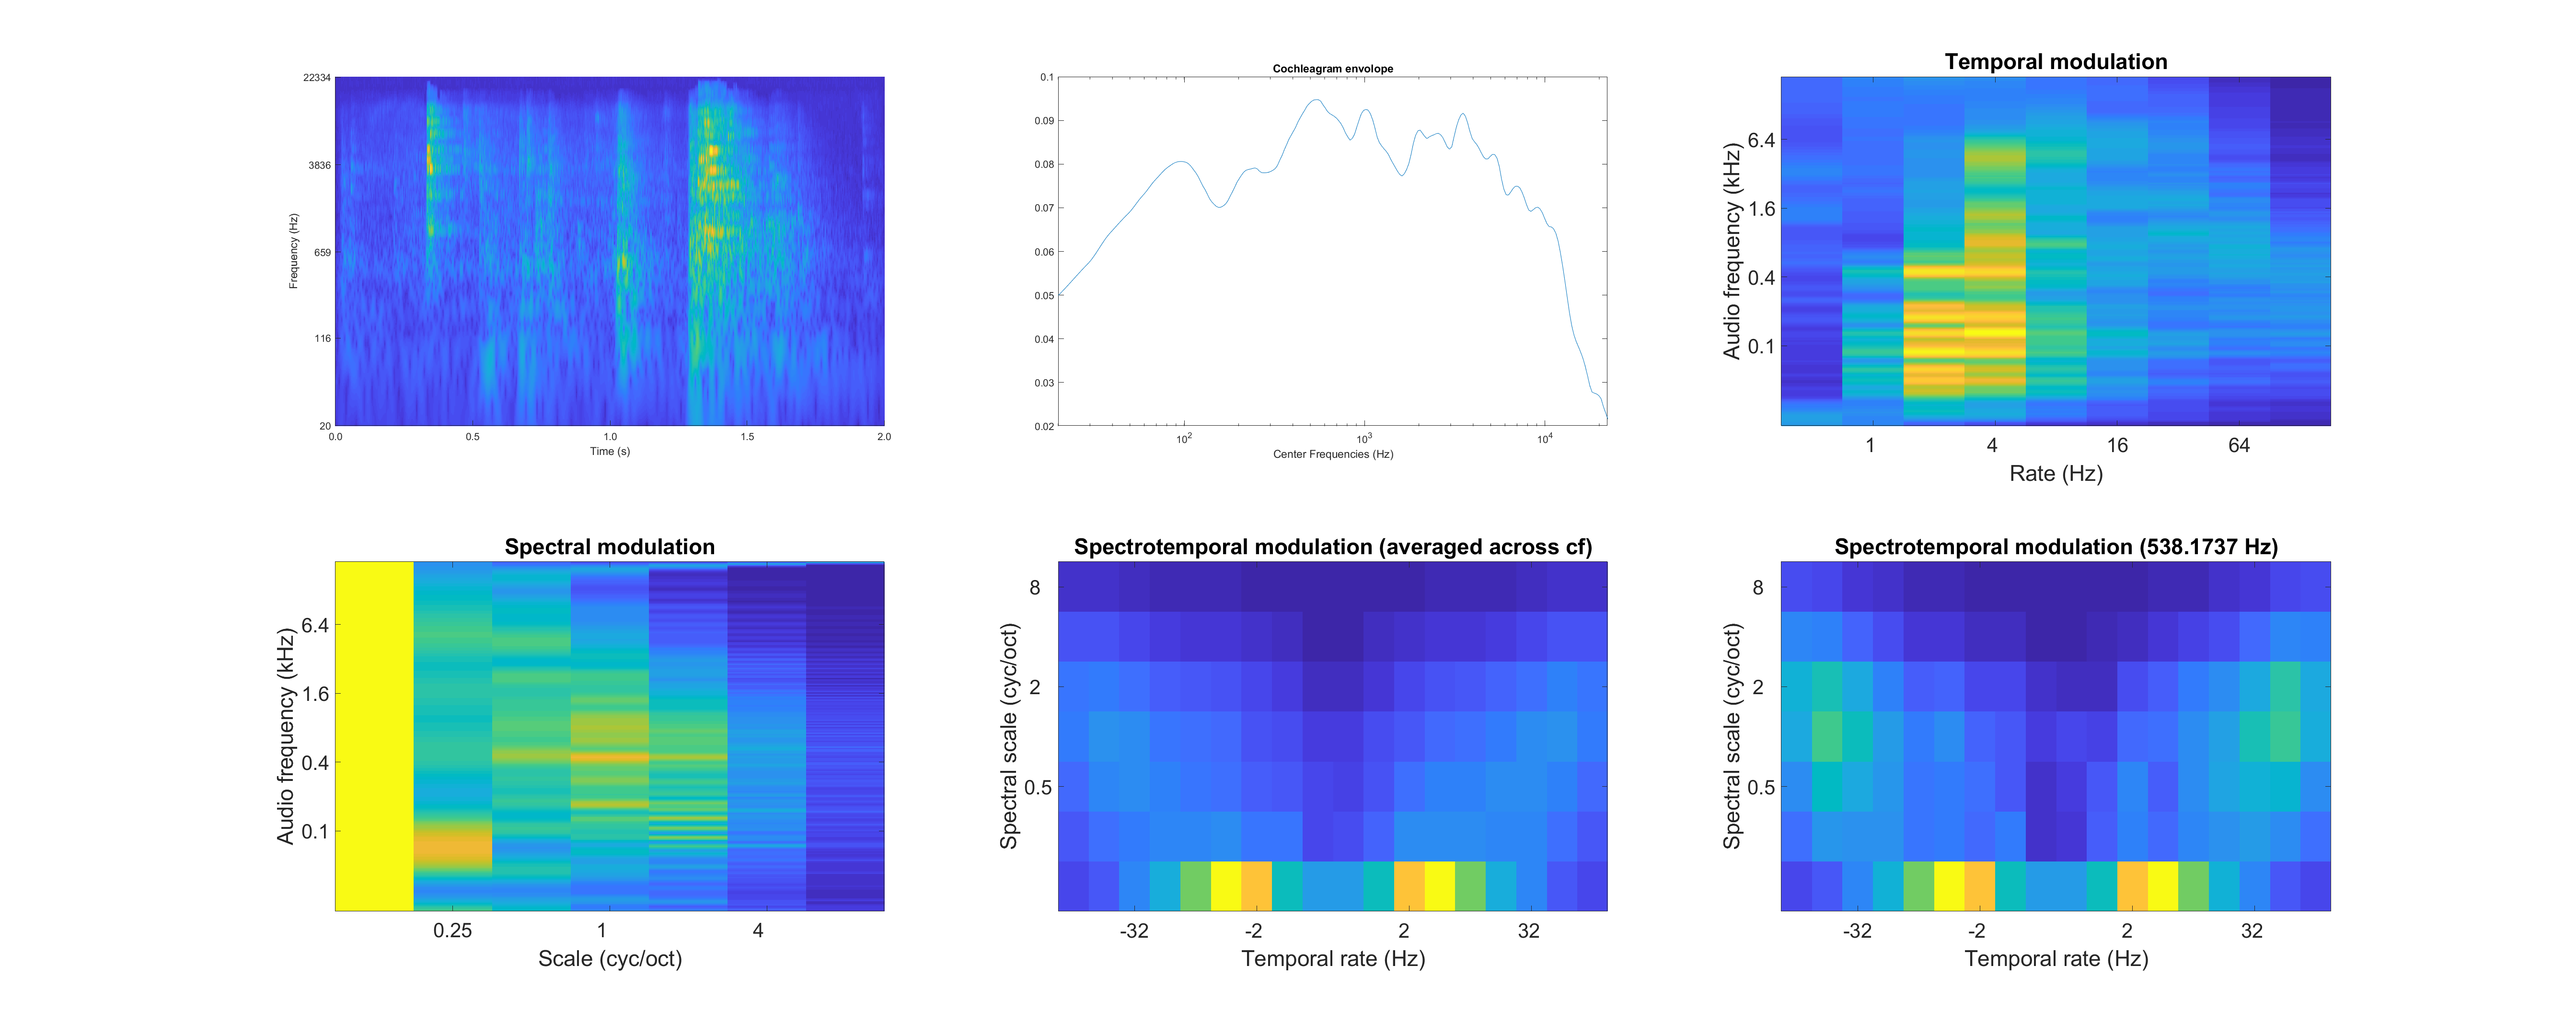 22334
3836
659
116
20
Frequency (Hz)
0.0 0.5 1.0 1.5 2.0
Time (s)
Cochleagram envolope
0.1
0.09
0.08
0.07
0.06
0.05
0.04
0.03
0.02
10^2 10^3 10^4
Center Frequencies (Hz)
Temporal modulation
6.4
1.6
0.4
0.1
Audio frequency (kHz)
1 4 16 64
Rate (Hz)
Spectral modulation
6.4
1.6
0.4
0.1
Audio frequency (kHz)
0.25 1 4
Scale (cyc/oct)
Spectrotemporal modulation (averaged across cf)
8
2
0.5
Spectral scale (cyc/oct)
-32 -2 2 32
Temporal rate (Hz)
Spectrotemporal modulation (538.1737 Hz)
8
2
0.5
Spectral scale (cyc/oct)
-32 -2 2 32
Temporal rate (Hz)